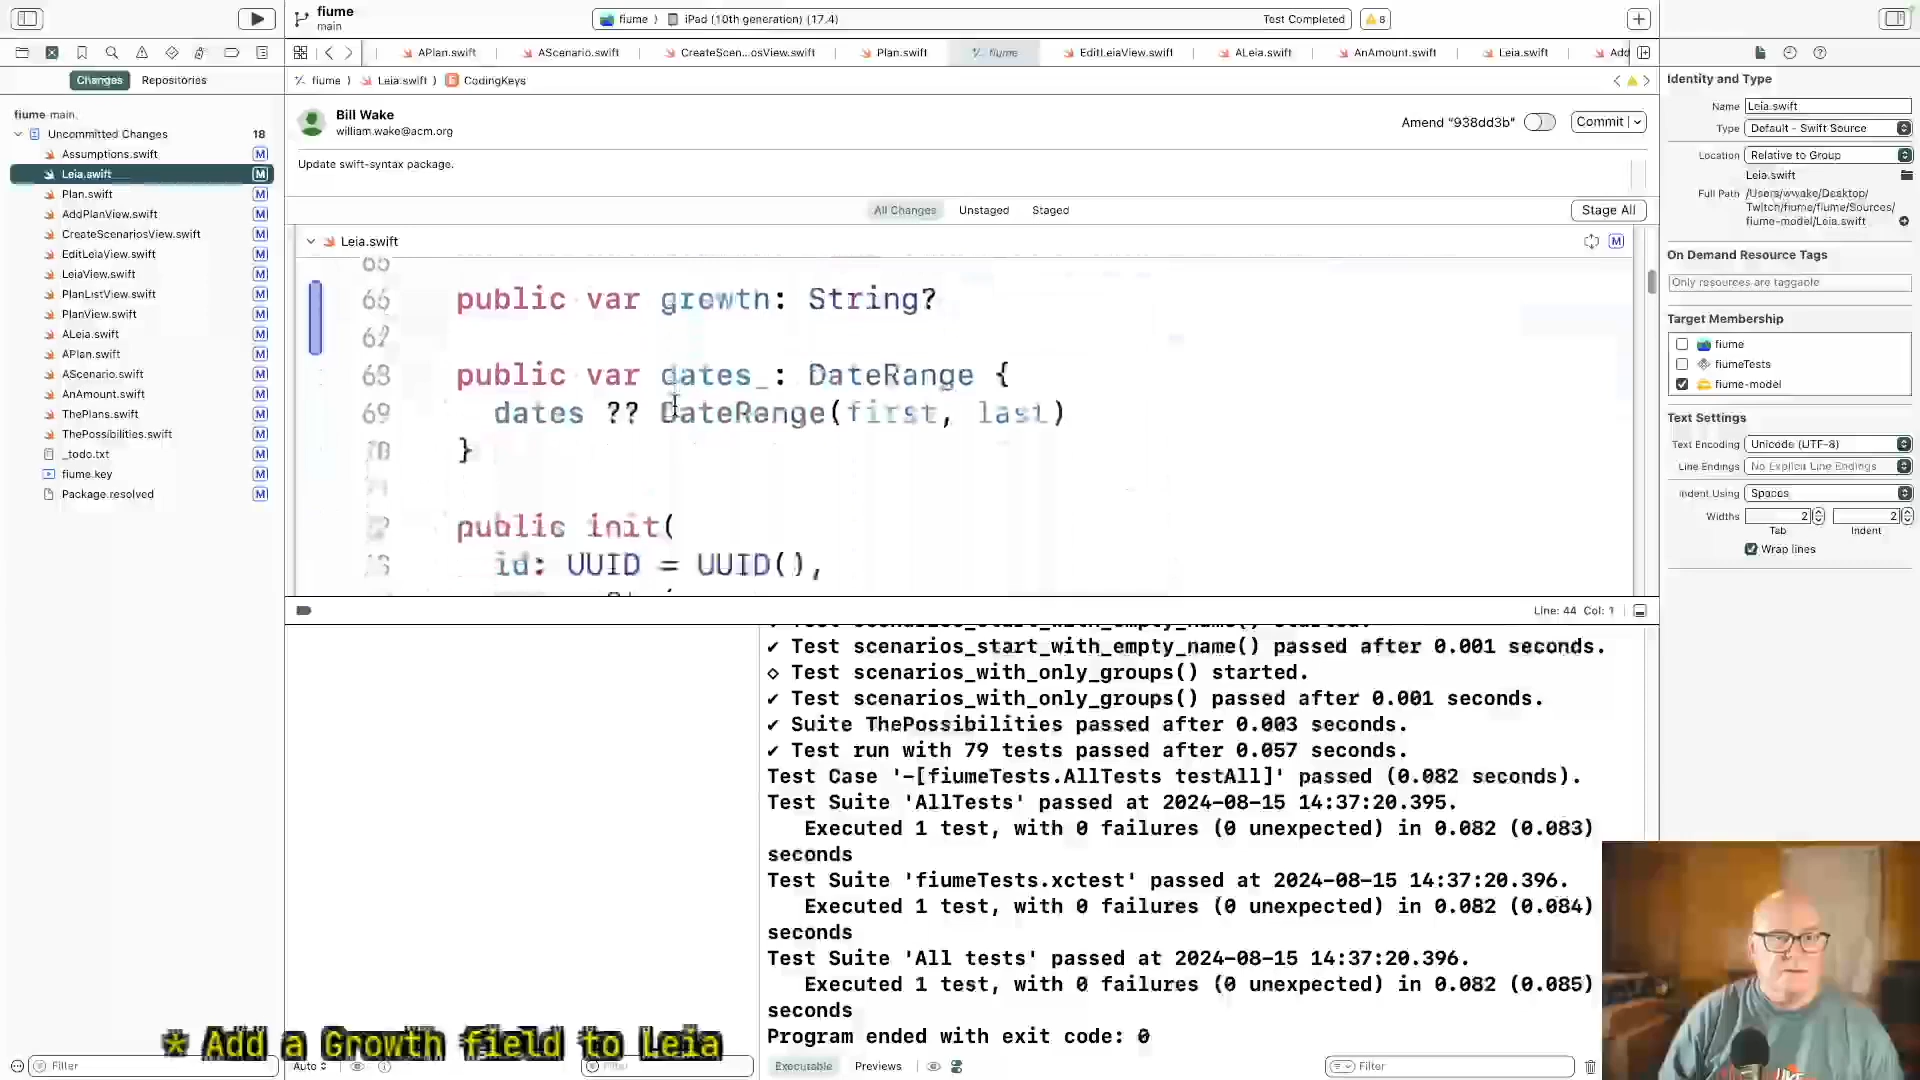 fiume
main
fiume
iPad (10th generation) (17.4)
Test Completed
6
APlan.swift
AScenario.swift
CreateScen...osView.swift
Plan.swift
fiume
EditLeiaView.swift
ALeia.swift
AnAmount.swift
Leia.swift
Add
Changes
Repositories
fiume
Leia.swift
CodingKeys
Identity and Type
Name
Leia.swift
Type
Default - Swift Source
Location
Relative to Group
Leia.swift
Full Path
/Users/wwake/Desktop/
Twitch/fiume/fiume/Sources/
fiume-model/Leia.swift
On Demand Resource Tags
Only resources are taggable
Target Membership
fiume
fiumeTests
fiume-model
Text Settings
Text Encoding
Unicode (UTF-8)
Line Endings
No Explicit Line Endings
Indent Using
Spaces
Widths
2
2
Tab
Indent
Wrap lines
fiume main
Uncommitted Changes
18
Assumptions.swift M
Leia.swift M
Plan.swift M
AddPlanView.swift M
CreateScenariosView.swift M
EditLeiaView.swift M
LeiaView.swift M
PlanListView.swift M
PlanView.swift M
ALeia.swift M
APlan.swift M
AScenario.swift M
AnAmount.swift M
ThePlans.swift M
ThePossibilities.swift M
_todo.txt M
fiume.key M
Package.resolved M
Bill Wake
william.wake@acm.org
Amend "938dd3b"
Commit
Update swift-syntax package.
All Changes
Unstaged
Staged
Stage All
Leia.swift
M
65
66 public var growth: String?
67
68 public var dates_: DateRange {
69 dates ?? DateRange(first, last)
70 }
71
72 public init(
73 id: UUID = UUID(),
Line: 44 Col: 1
✔ Test scenarios_start_with_empty_name() started.
✔ Test scenarios_start_with_empty_name() passed after 0.001 seconds.
◇ Test scenarios_with_only_groups() started.
✔ Test scenarios_with_only_groups() passed after 0.001 seconds.
✔ Suite ThePossibilities passed after 0.003 seconds.
✔ Test run with 79 tests passed after 0.057 seconds.
Test Case '-[fiumeTests.AllTests testAll]' passed (0.082 seconds).
Test Suite 'AllTests' passed at 2024-08-15 14:37:20.395.
Executed 1 test, with 0 failures (0 unexpected) in 0.082 (0.083)
seconds
Test Suite 'fiumeTests.xctest' passed at 2024-08-15 14:37:20.396.
Executed 1 test, with 0 failures (0 unexpected) in 0.082 (0.084)
seconds
Test Suite 'All tests' passed at 2024-08-15 14:37:20.396.
Executed 1 test, with 0 failures (0 unexpected) in 0.082 (0.085)
seconds
Program ended with exit code: 0
* Add a Growth field to Leia
Filter
Auto
Filter
Executable
Previews
Filter